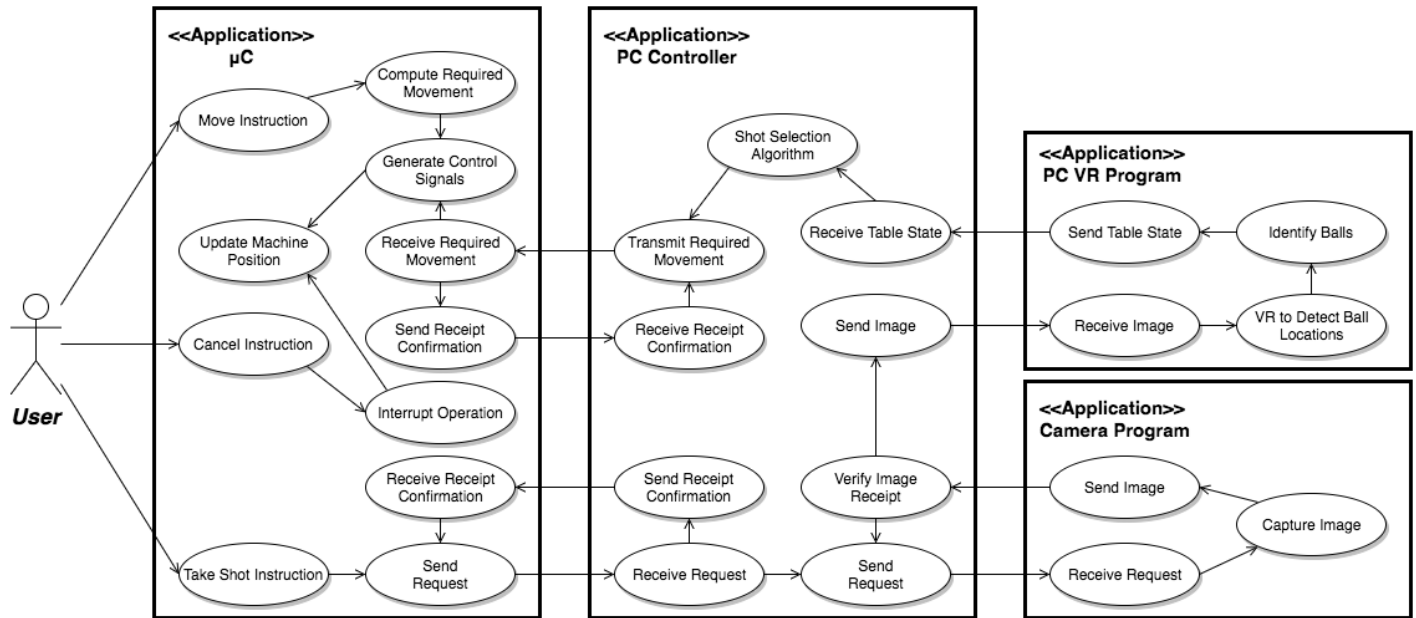 <<Application>>
µC
Compute Required
Movement
Move Instruction
Generate Control
Signals
Update Machine
Position
Receive Required
Movement
Send Receipt
Confirmation
Cancel Instruction
Interrupt Operation
Receive Receipt
Confirmation
Take Shot Instruction
Send
Request
User
<<Application>>
PC Controller
Shot Selection
Algorithm
Transmit Required
Movement
Receive Table State
Receive Receipt
Confirmation
Send Image
Send Receipt
Confirmation
Verify Image
Receipt
Receive Request
Send
Request
<<Application>>
PC VR Program
Send Table State
Identify Balls
Receive Image
VR to Detect Ball
Locations
<<Application>>
Camera Program
Send Image
Capture Image
Receive Request